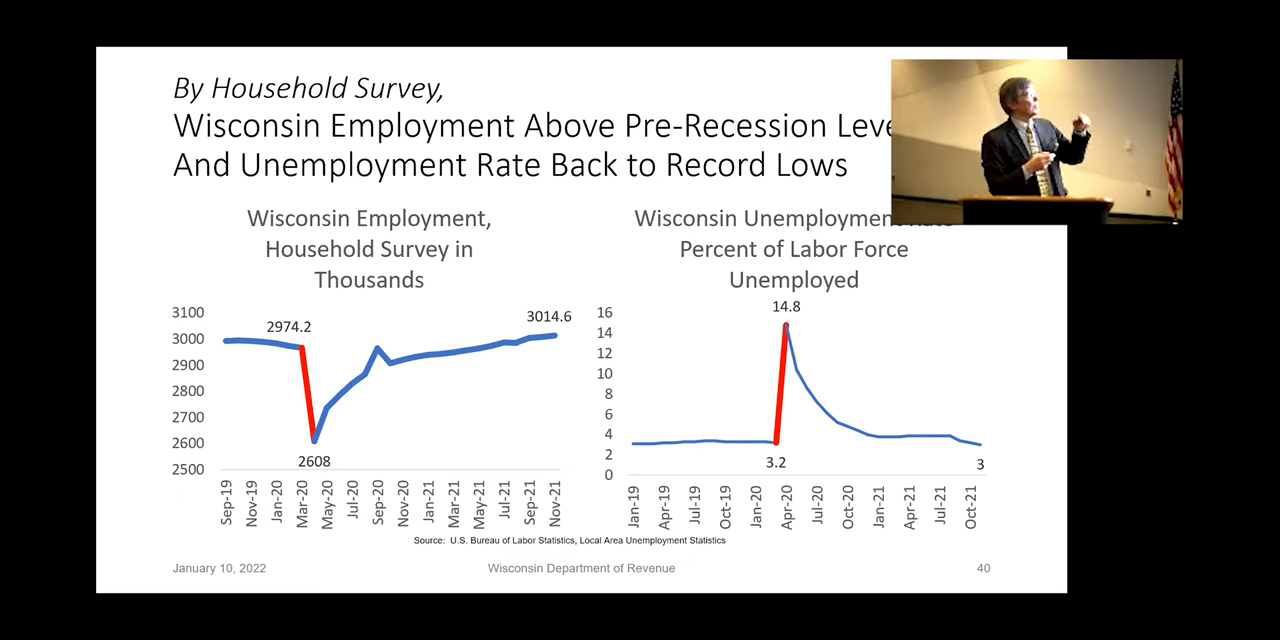 By Household Survey,
Wisconsin Employment Above Pre-Recession
And Unemployment Rate Back to Record Lows
Wisconsin Employment,
Household Survey in
Thousands
3100
3000
2900
2800
2700
2600
2500
2974.2
3014.6
2608
Sep-19
Nov-19
Jan-20
Mar-20
May-20
Jul-20
Sep-20
Nov-20
Jan-21
Mar-21
May-21
Jul-21
Sep-21
Nov-21
Wisconsin Unemployment
Percent of Labor Force
Unemployed
16
14
12
10
8
6
4
2
0
14.8
3.2
3
Jan-19
Apr-19
Jul-19
Oct-19
Jan-20
Apr-20
Jul-20
Oct-20
Jan-21
Apr-21
Jul-21
Oct-21
Source: U.S. Bureau of Labor Statistics, Local Area Unemployment Statistics
January 10, 2022
Wisconsin Department of Revenue
40